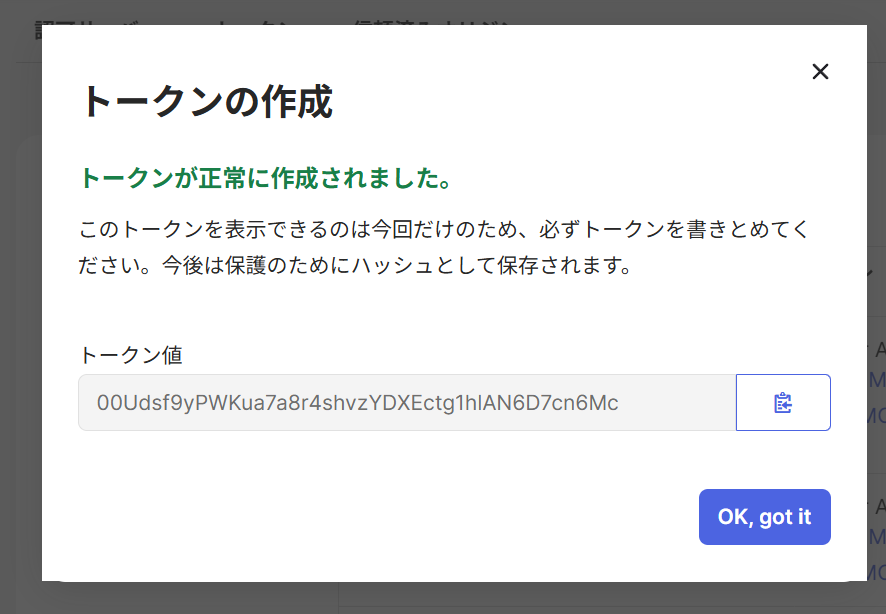 トークンの作成
トークンが正常に作成されました。
このトークンを表示できるのは今回だけのため、必ずトークンを書きとめてく
ださい。今後は保護のためにハッシュとして保存されます。
トークン値
00Udsf9yPWKua7a8r4shvzYDXEctg1hlAN6D7cn6Mc
OK, got it